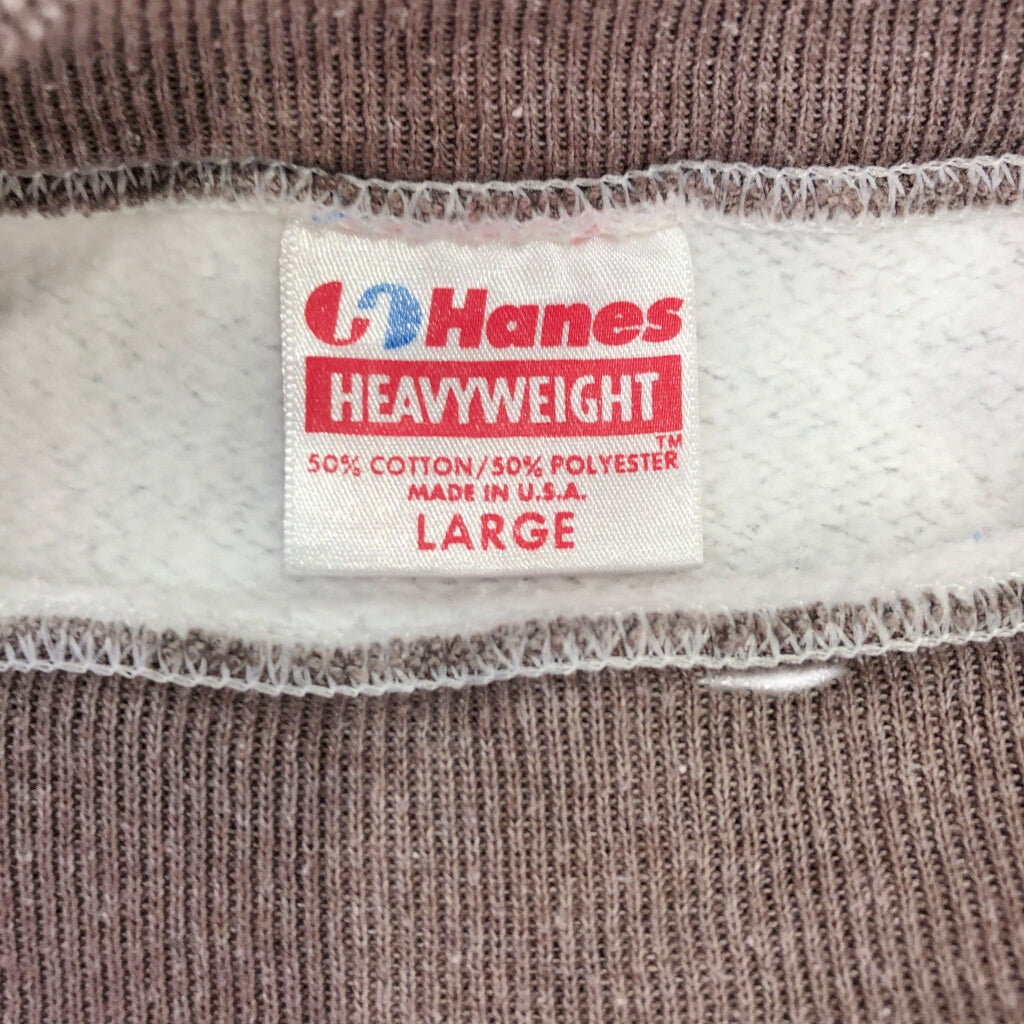 Hanes
HEAVYWEIGHT
TM
50% COTTON/50% POLYESTER
MADE IN U.S.A.
LARGE